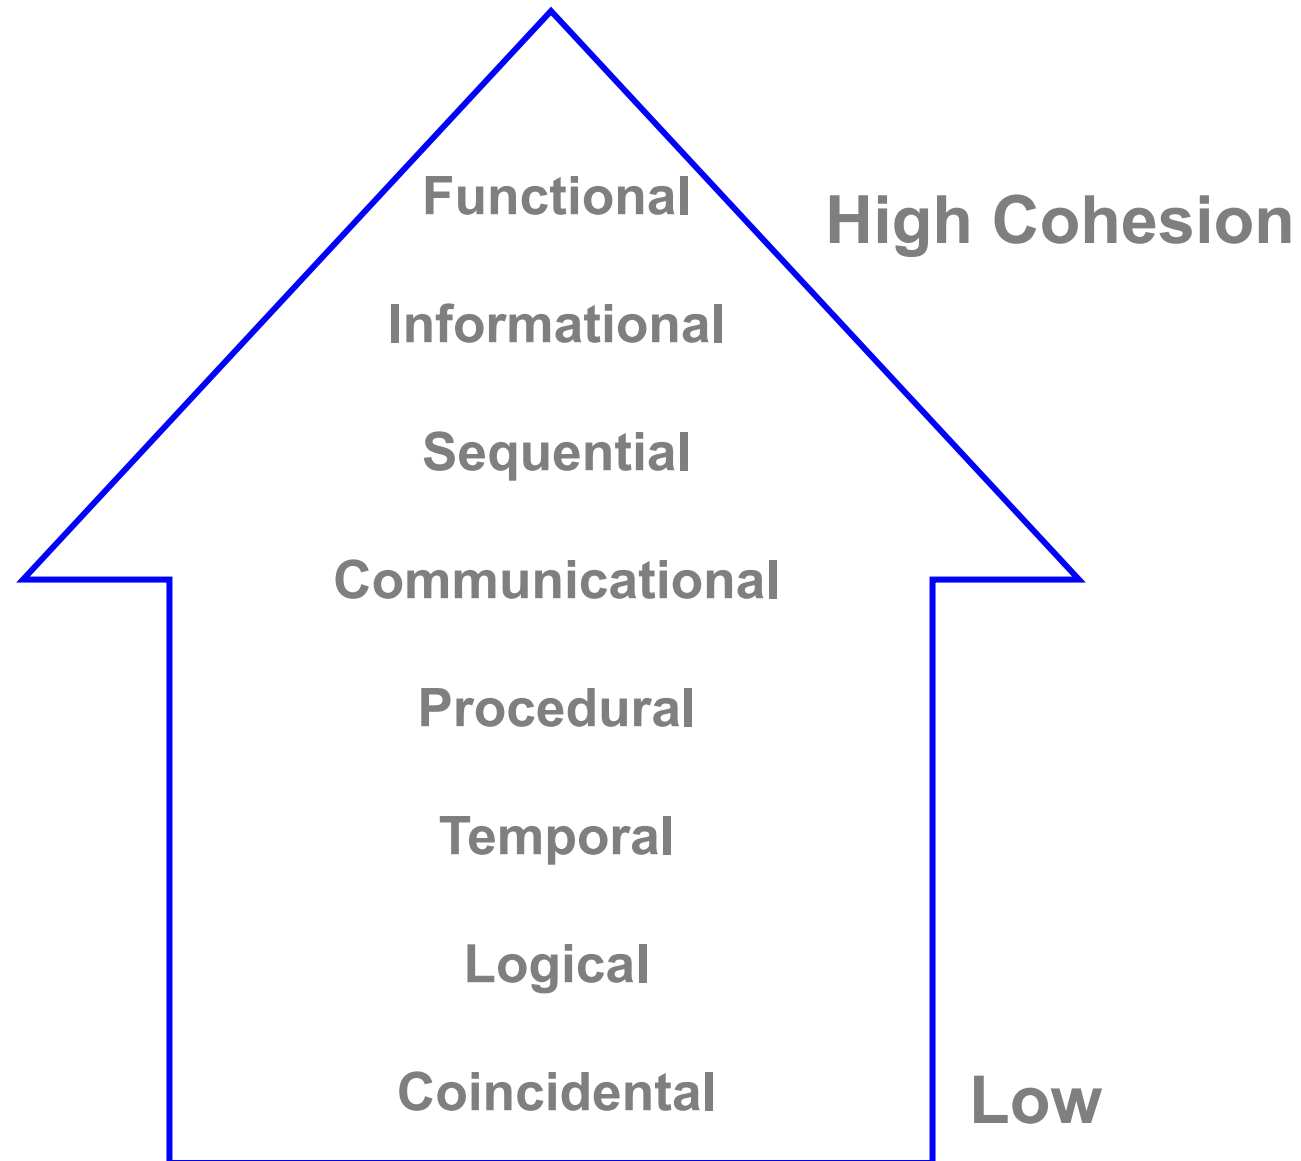 Functional
High Cohesion
Informational
Sequential
Communicational
Procedural
Temporal
Logical
Coincidental
Low